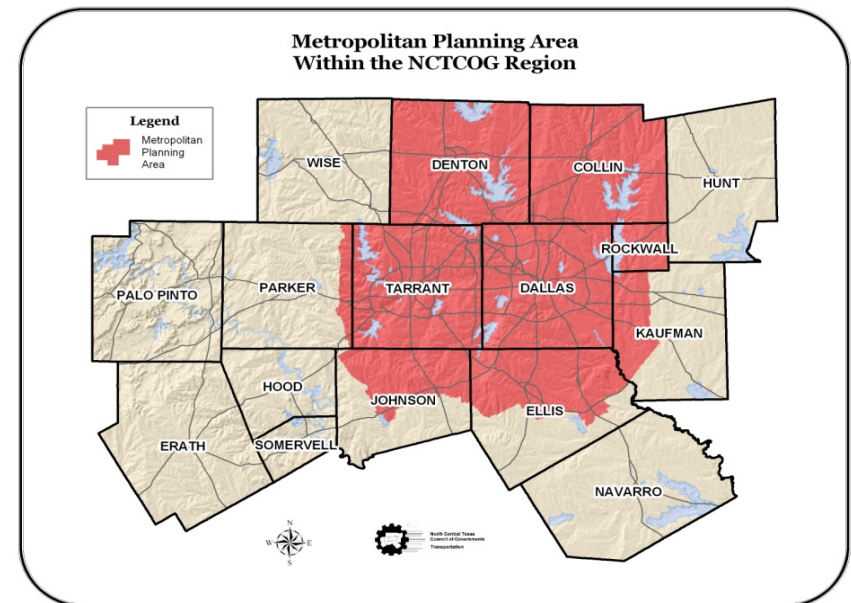 Metropolitan Planning Area
Within the NCTCOG Region
Legend
Metropolitan
Planning
Area
WISE
DENTON
COLLIN
HUNT
ROCKWALL
PALO PINTO
PARKER
TARRANT
DALLAS
KAUFMAN
HOOD
JOHNSON
ELLIS
ERATH
SOMERVELL
NAVARRO
N
W
E
S
North Central Texas
Council of Governments
Transportation